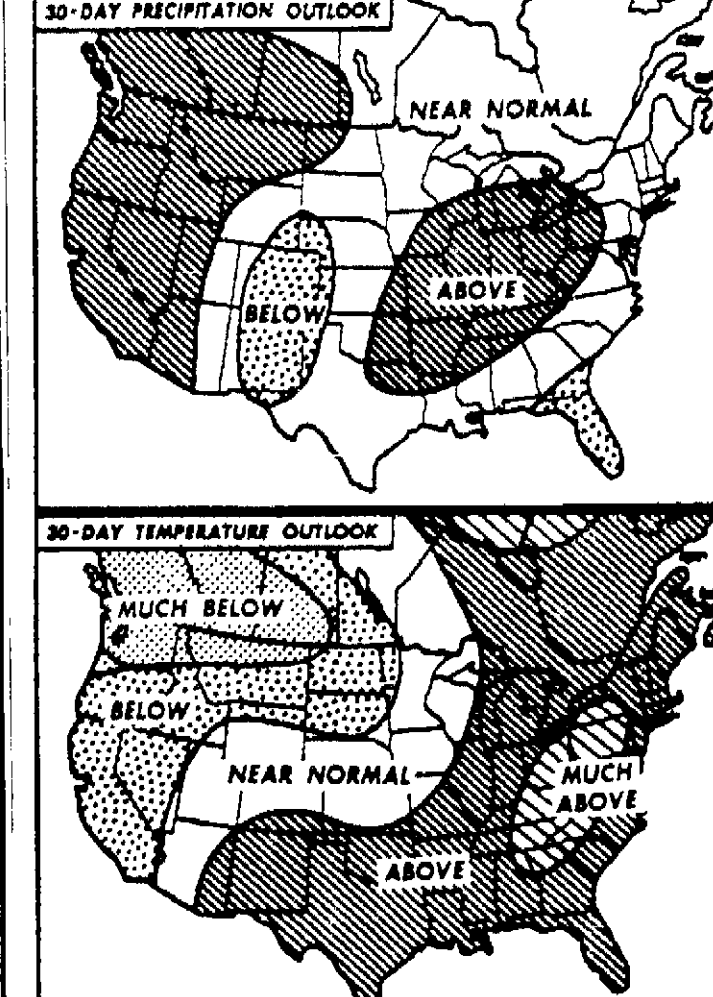 30-DAY PRECIPITATION OUTLOOK
NEAR NORMAL
ABOVE
BELOW
30-DAY TEMPERATURE OUTLOOK
MUCH BELOW
BELOW
NEAR NORMAL
MUCH
ABOVE
ABOVE